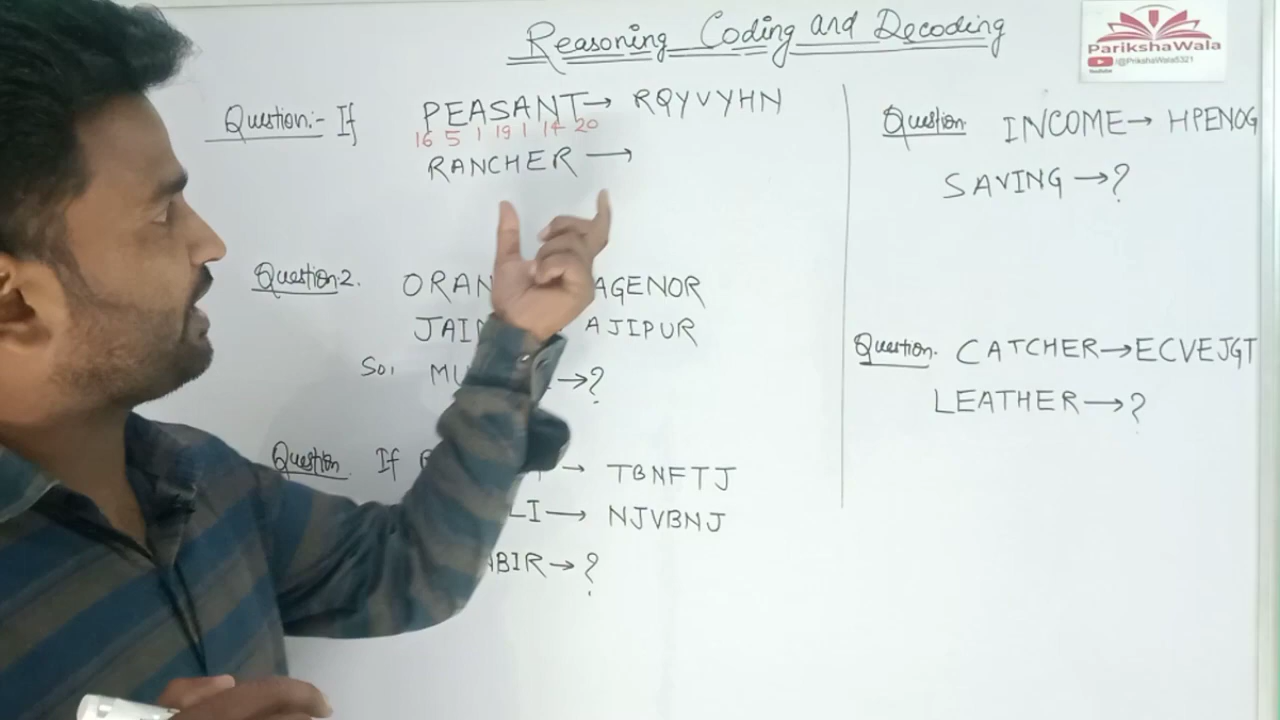 Reasoning Coding and Decoding
ParikshaWala
Youtube @PrikshaWala5321
Question:- If PEASANT→ RQYVYHN
16 5 1 19 1 14 20
RANCHER →
Question.2. ORAN AGENOR
JAI AJIPUR
So, MU →?
Question. If → TBNFTJ
LI→ NJVBNJ
BIR→?
Question INCOME→ HPENOG
SAVING →?
Question. CATCHER→ECVEJGT
LEATHER→?